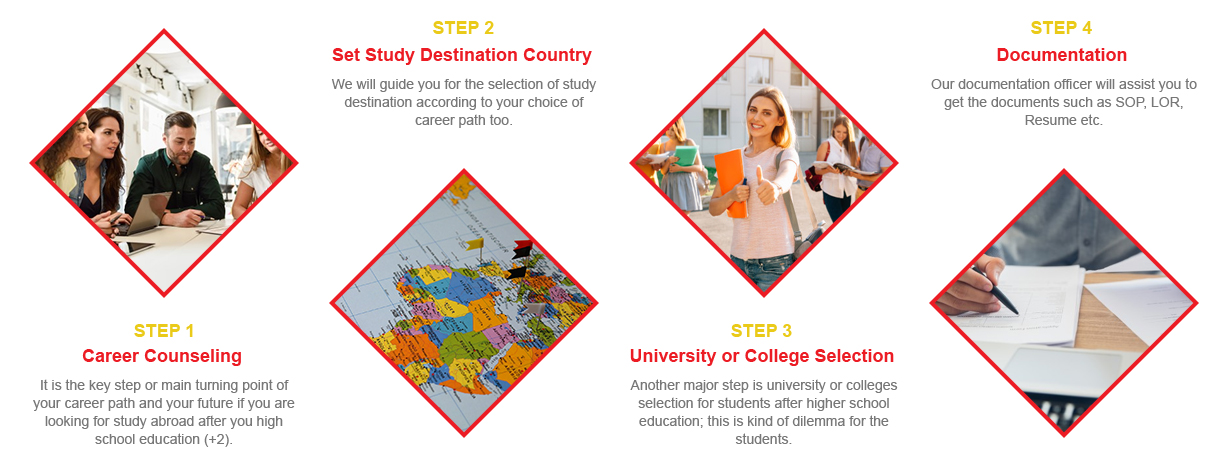 STEP 1
Career Counseling
It is the key step or main turning point of
your career path and your future if you are
looking for study abroad after you high
school education (+2).
STEP 2
Set Study Destination Country
We will guide you for the selection of study
destination according to your choice of
career path too.
STEP 3
University or College Selection
Another major step is university or colleges
selection for students after higher school
education; this is kind of dilemma for the
students.
STEP 4
Documentation
Our documentation officer will assist you to
get the documents such as SOP, LOR,
Resume etc.